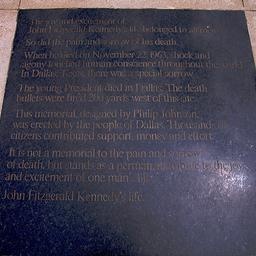 The joy and excitement of
John Fitzgerald Kennedy's life belonged to all men.
So did the pain and sorrow of his death.
When he died on November 22, 1963, shock and
agony touched human conscience throughout the world.
In Dallas, Texas, there was a special sorrow.
The young President died in Dallas. The death
bullets were fired 200 yards west of this site.
This memorial, designed by Philip Johnson,
was erected by the people of Dallas. Thousands of
citizens contributed support, money and effort.
It is not a memorial to the pain and sorrow
of death, but stands as a permanent tribute to the joy
and excitement of one man's life.
John Fitzgerald Kennedy's life.